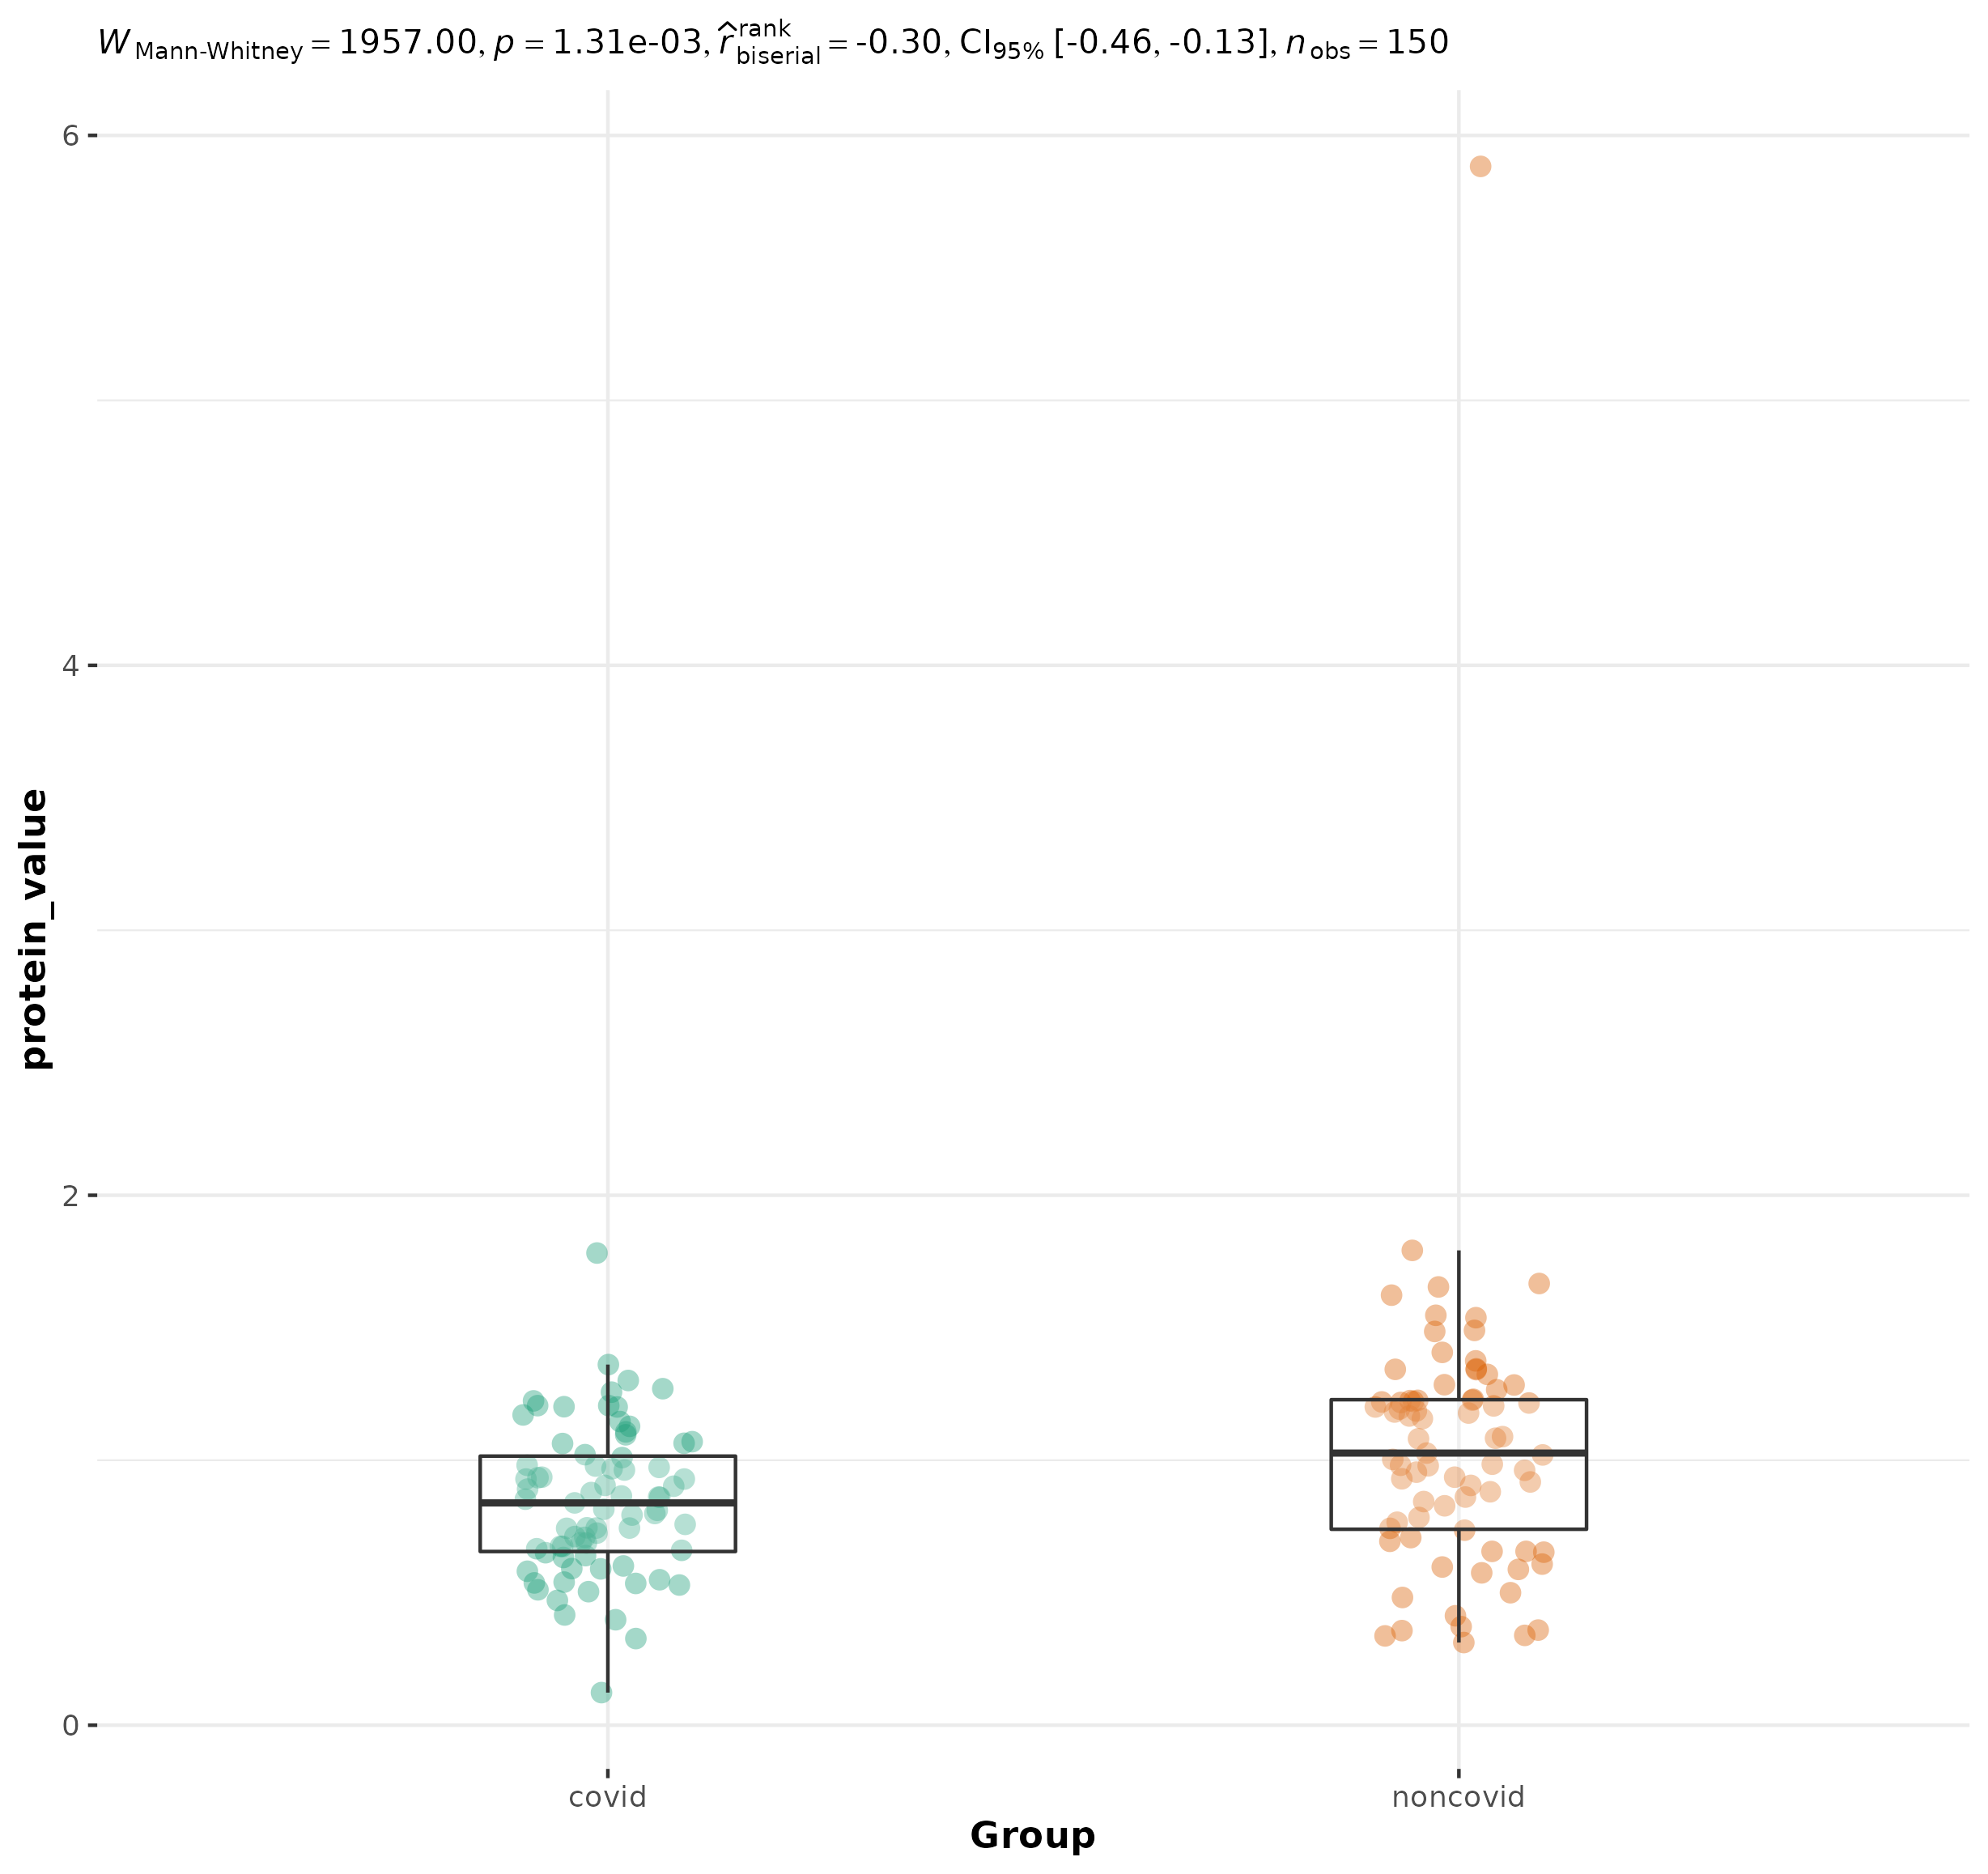 W Mann-Whitney = 1957.00, p = 1.31e-03, r̂ rank biserial = -0.30, CI95% [-0.46, -0.13], n obs = 150
6
4
2
0
protein_value
covid
noncovid
Group